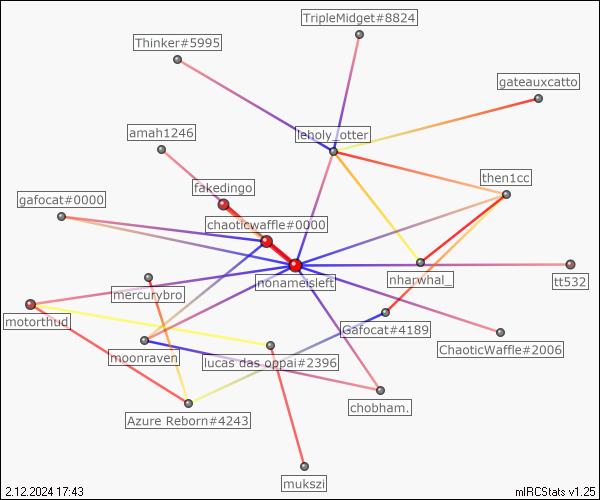 TripleMidget#8824
Thinker#5995
gateauxcatto
amah1246
leholy_otter
then1cc
fakedingo
gafocat#0000
chaoticwaffle#0000
nonameisleft
nharwhal_
tt532
mercurybro
motorthud
Gafocat#4189
ChaoticWaffle#2006
moonraven
lucas das oppai#2396
chobham.
Azure Reborn#4243
mukszi
2.12.2024 17:43
mIRCStats v1.25